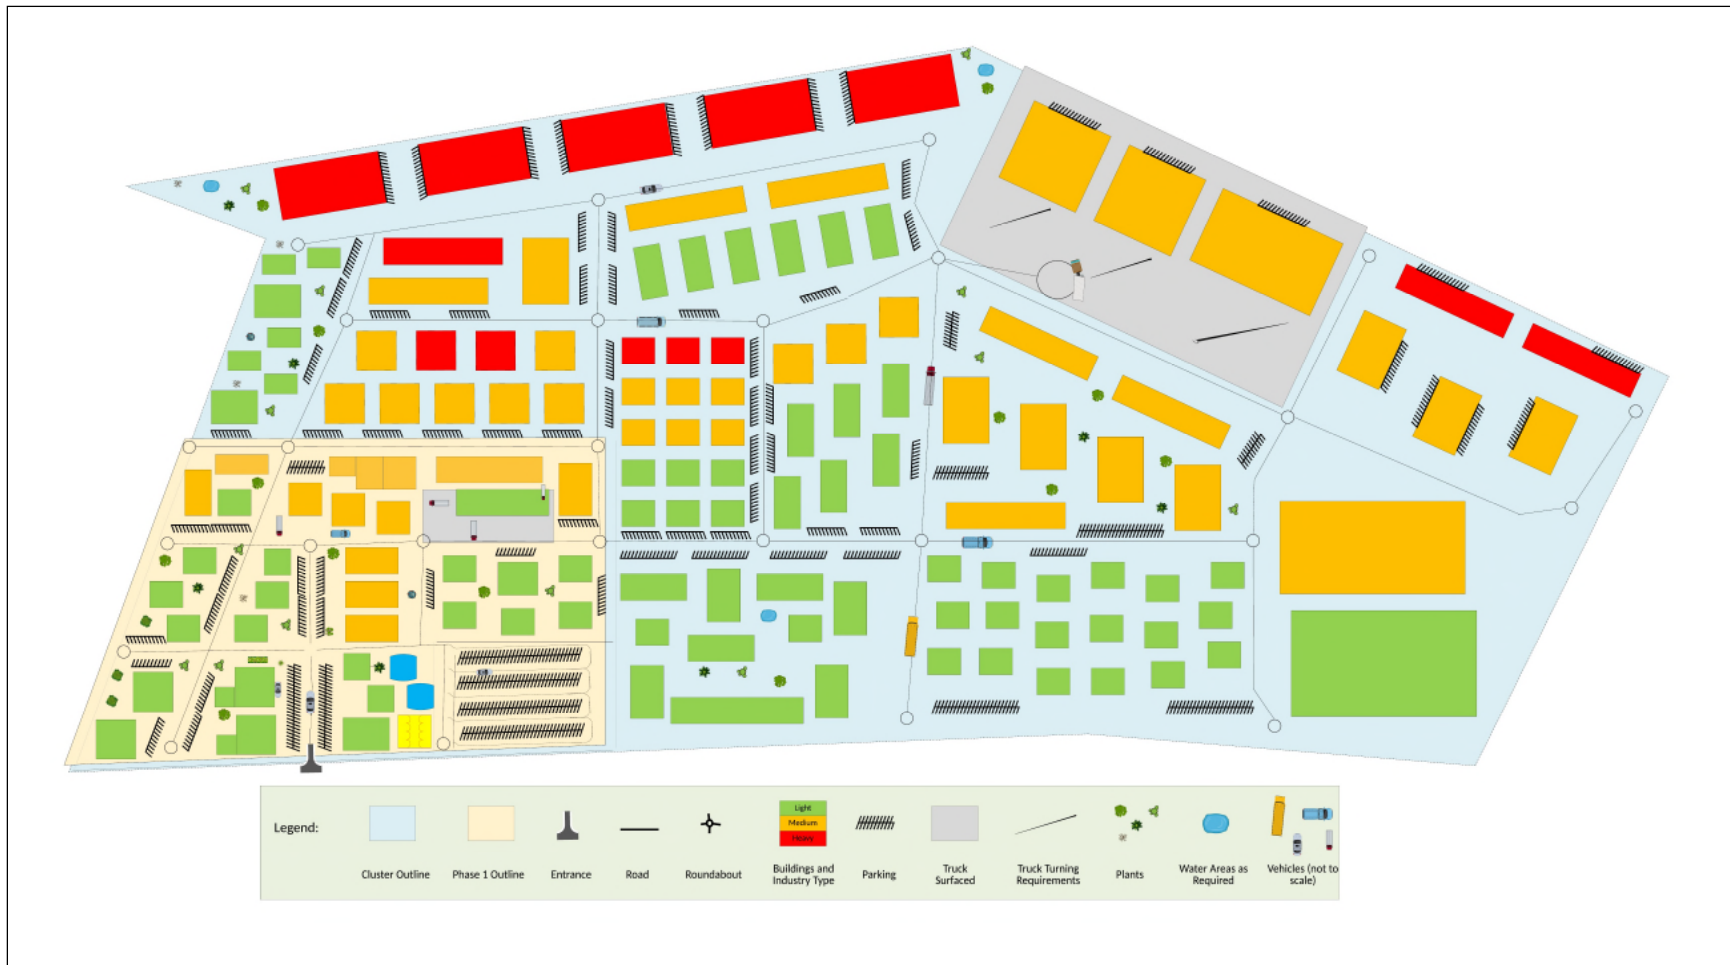 Legend:
Light
Medium
Heavy
Cluster Outline
Phase 1 Outline
Entrance
Road
Roundabout
Buildings and
Industry Type
Parking
Truck
Surfaced
Truck Turning
Requirements
Plants
Water Areas as
Required
Vehicles (not to
scale)